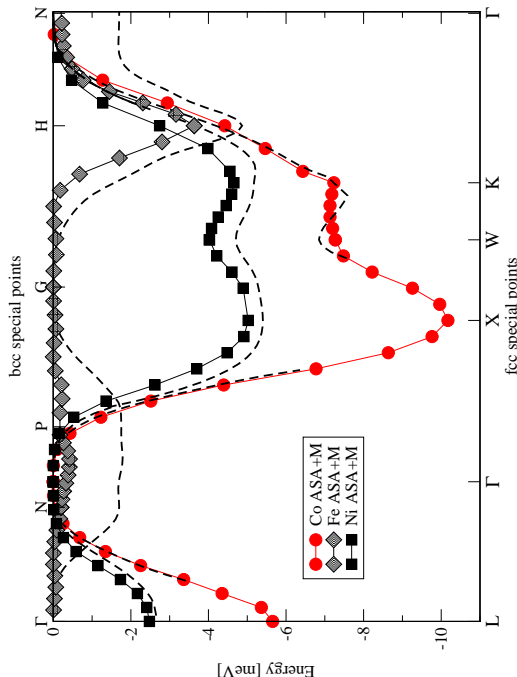 bcc special points
Γ N P G H N
0
-2
-4
-6
-8
-10
Energy [meV]
Co ASA+M
Fe ASA+M
Ni ASA+M
L Γ X W K Γ
fcc special points